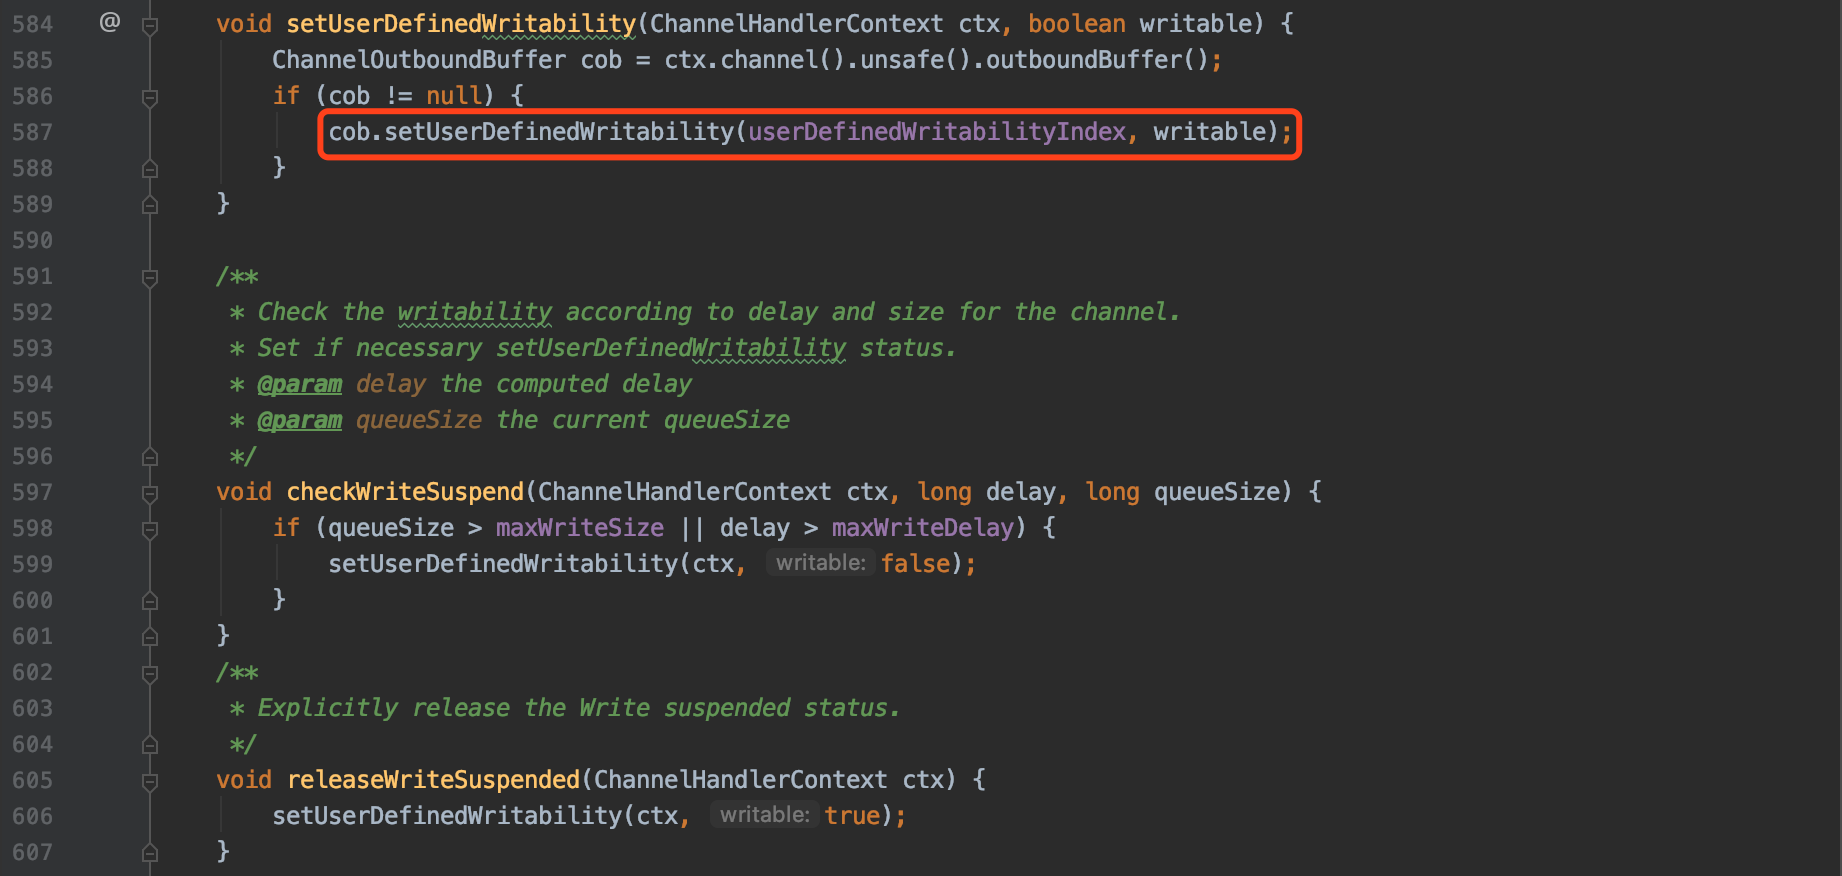 584 @ void setUserDefinedWritability(ChannelHandlerContext ctx, boolean writable) {
585 ChannelOutboundBuffer cob = ctx.channel().unsafe().outboundBuffer();
586 if (cob != null) {
587 cob.setUserDefinedWritability(userDefinedWritabilityIndex, writable);
588 }
589 }
590
591 /**
592 * Check the writability according to delay and size for the channel.
593 * Set if necessary setUserDefinedWritability status.
594 * @param delay the computed delay
595 * @param queueSize the current queueSize
596 */
597 void checkWriteSuspend(ChannelHandlerContext ctx, long delay, long queueSize) {
598 if (queueSize > maxWriteSize || delay > maxWriteDelay) {
599 setUserDefinedWritability(ctx, writable: false);
600 }
601 }
602 /**
603 * Explicitly release the Write suspended status.
604 */
605 void releaseWriteSuspended(ChannelHandlerContext ctx) {
606 setUserDefinedWritability(ctx, writable: true);
607 }